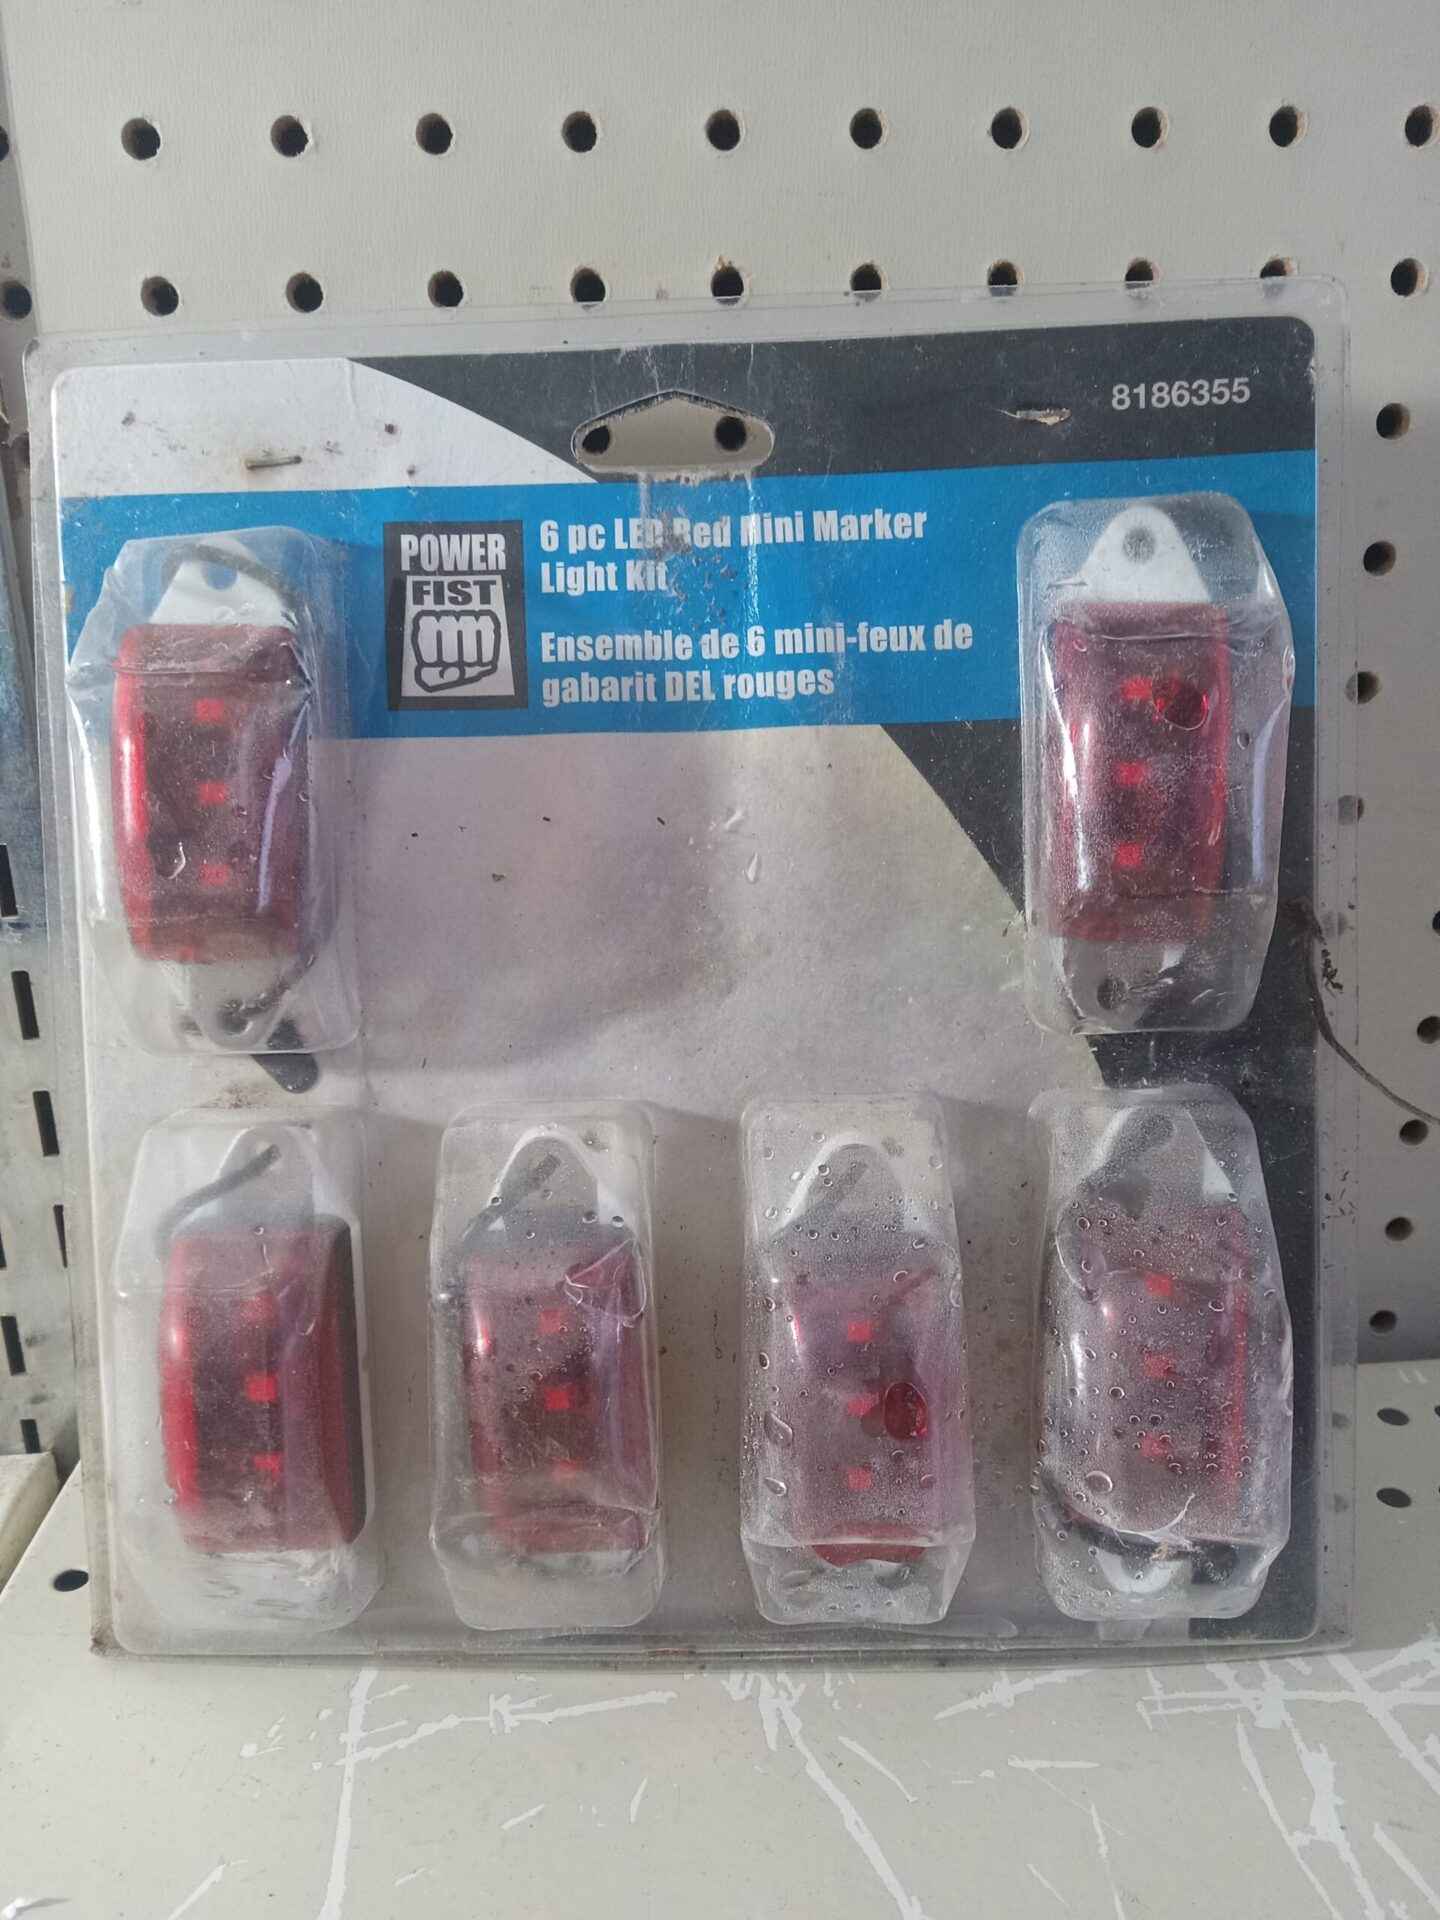 8186355
POWER
FIST
6 pc LED Red Mini Marker
Light Kit
Ensemble de 6 mini-feux de
gabarit DEL rouges